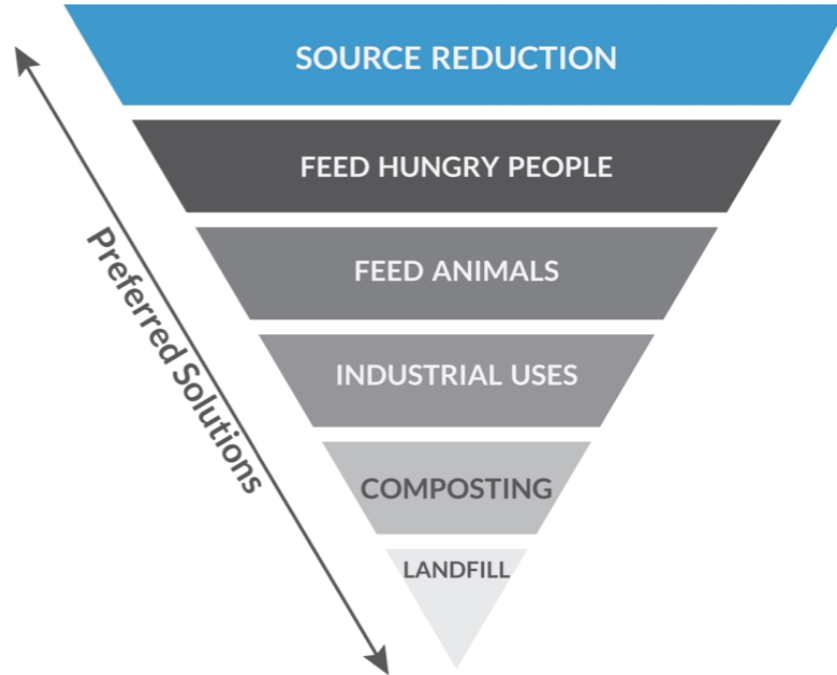 SOURCE REDUCTION
FEED HUNGRY PEOPLE
FEED ANIMALS
INDUSTRIAL USES
COMPOSTING
LANDFILL
Preferred Solutions